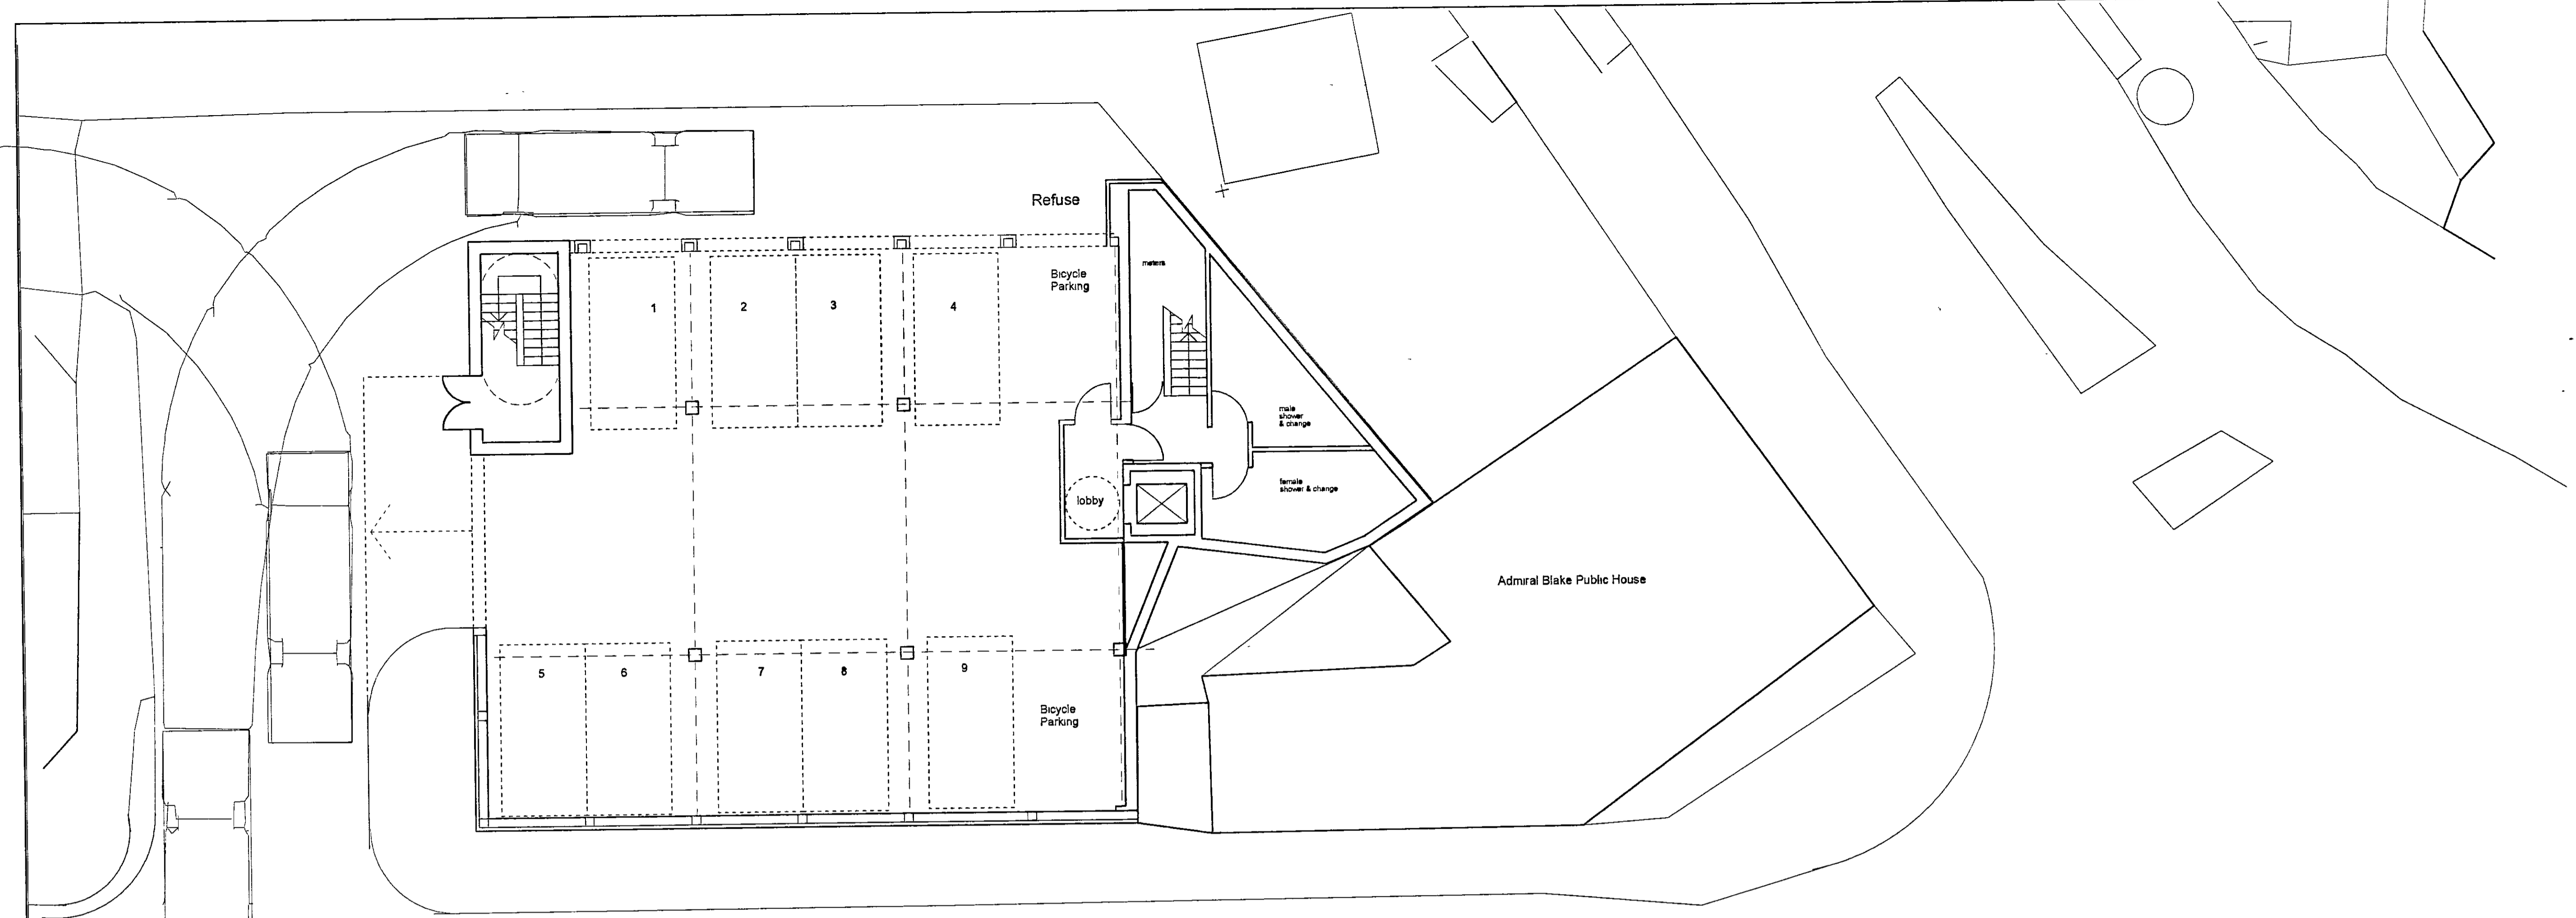 Refuse
Bicycle
Parking
meters
1
2
3
4
male
shower
& change
female
shower & change
lobby
Admiral Blake Public House
5
6
7
8
9
Bicycle
Parking